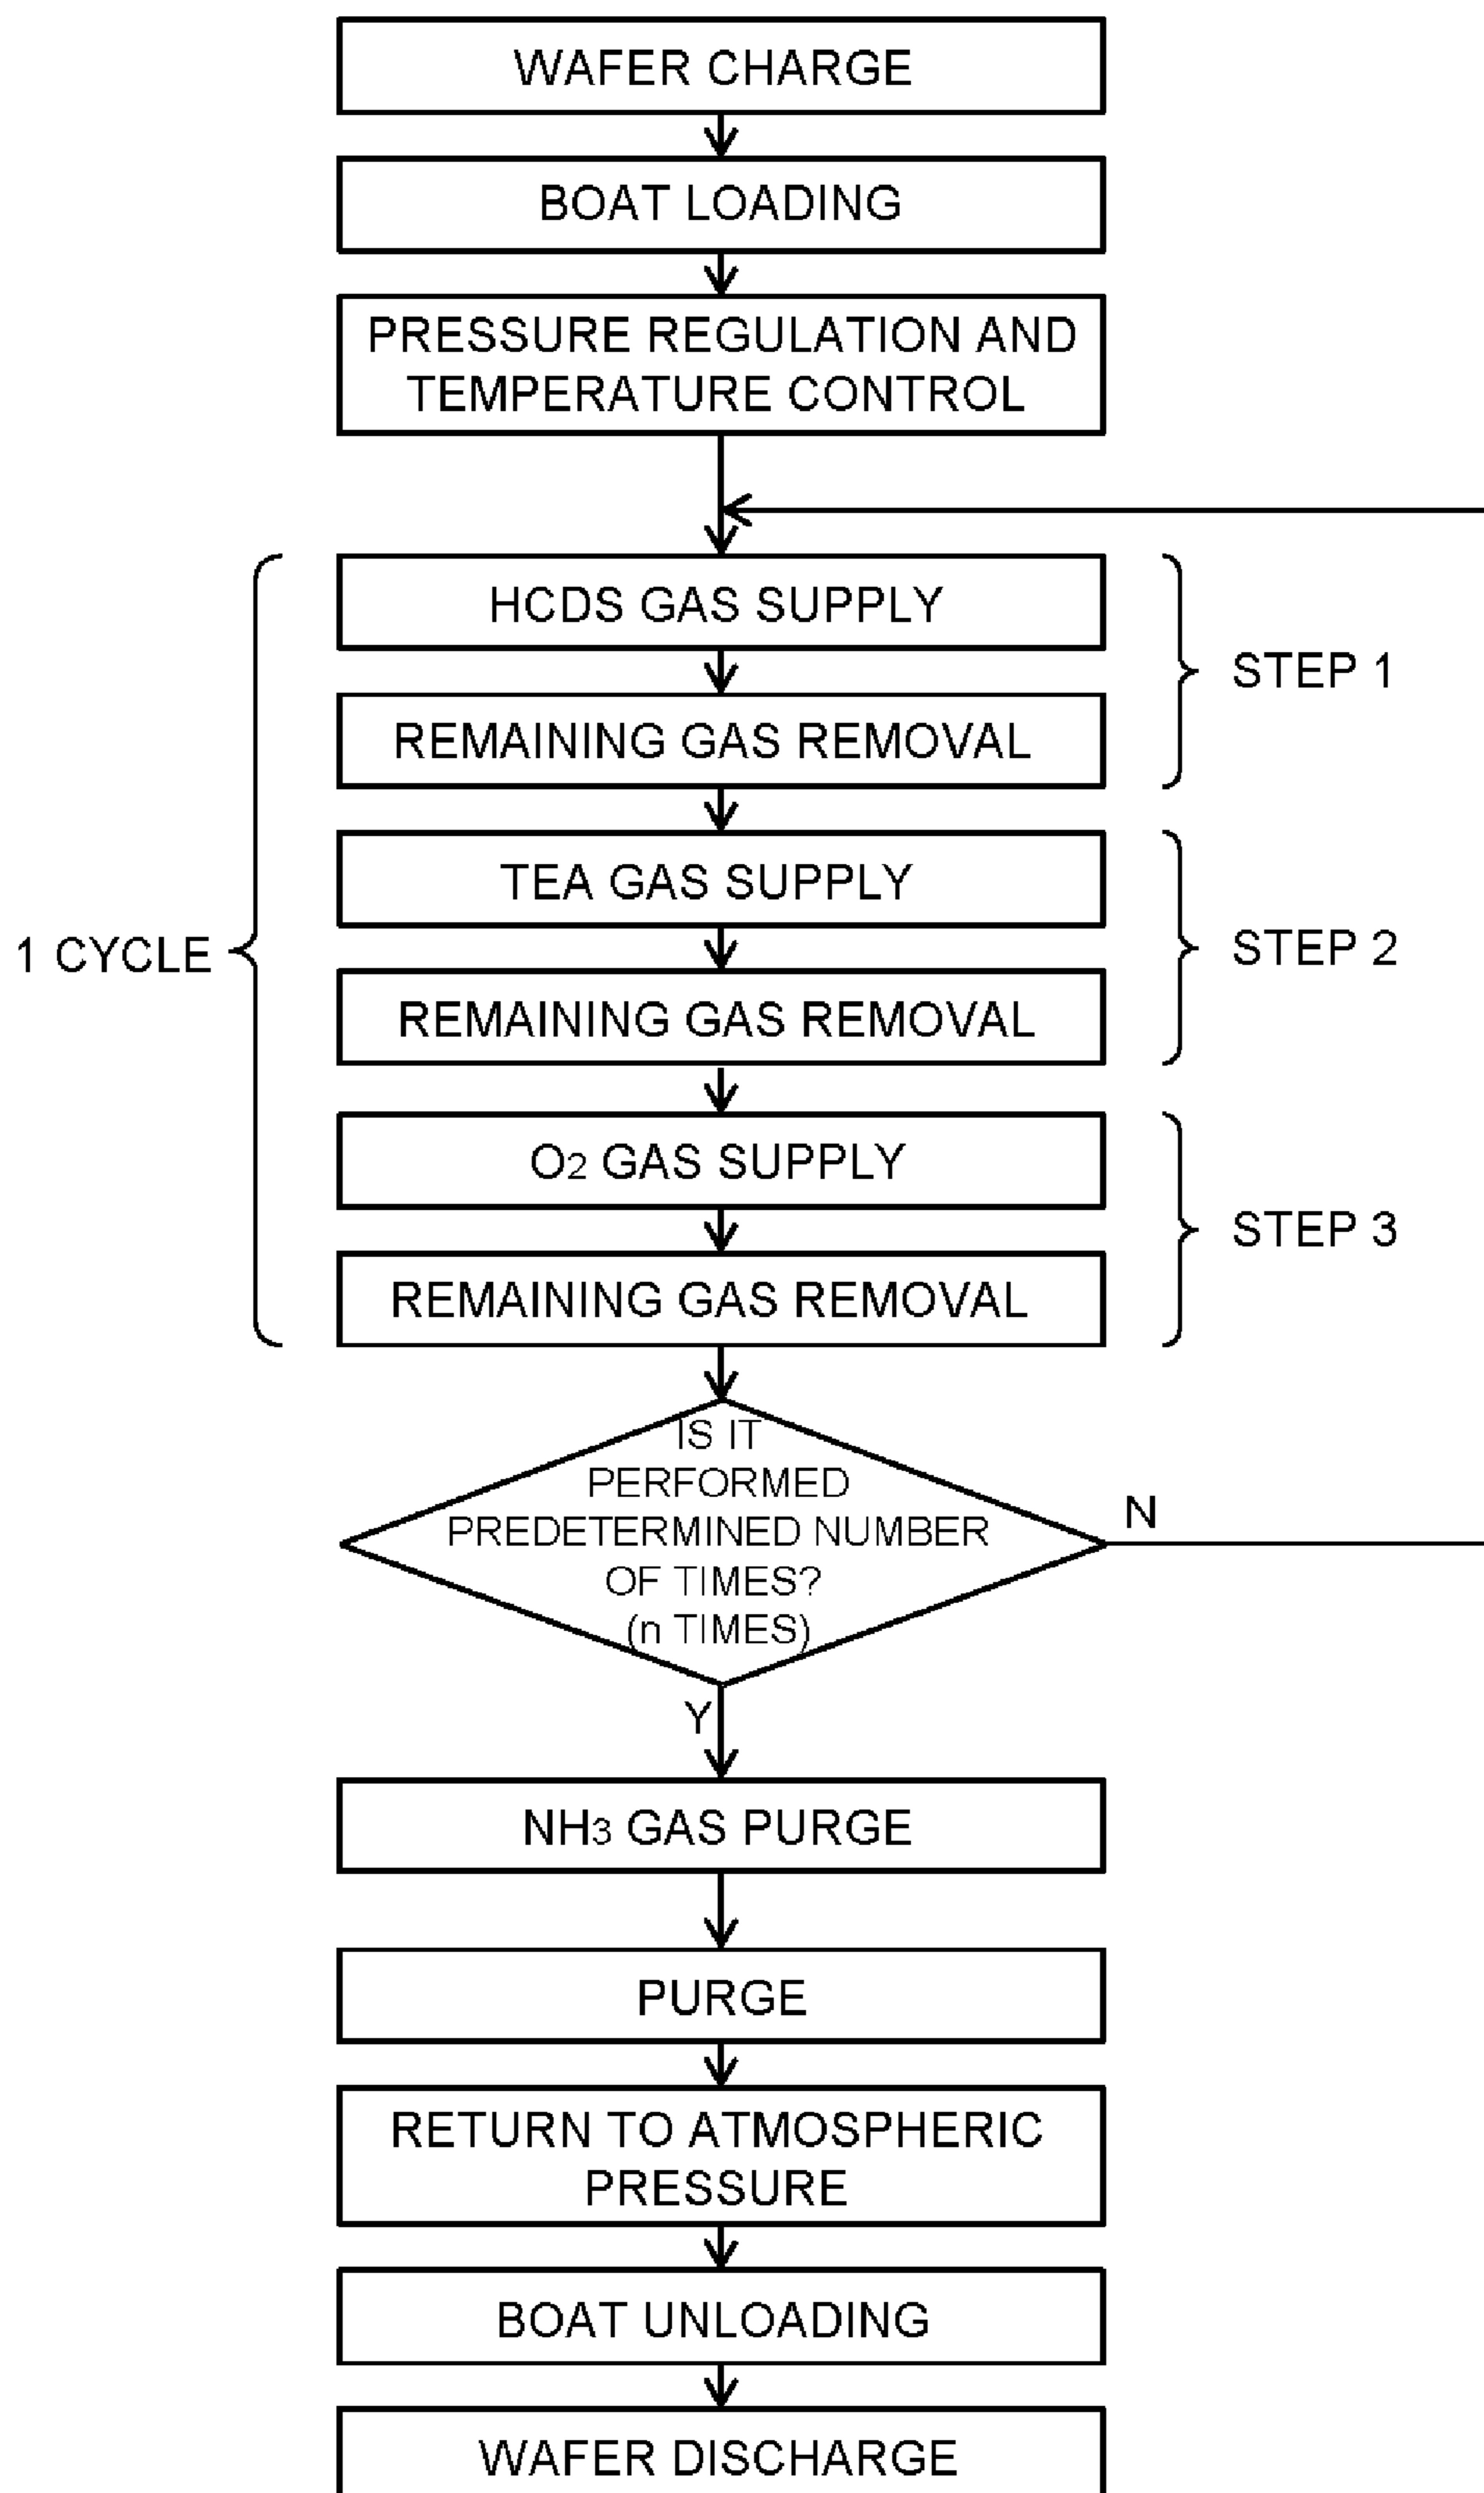 WAFER CHARGE
BOAT LOADING
PRESSURE REGULATION AND
TEMPERATURE CONTROL
HCDS GAS SUPPLY
STEP 1
REMAINING GAS REMOVAL
TEA GAS SUPPLY
1 CYCLE
STEP 2
REMAINING GAS REMOVAL
O2 GAS SUPPLY
STEP 3
REMAINING GAS REMOVAL
IS IT
PERFORMED
PREDETERMINED NUMBER
OF TIMES?
(n TIMES)
N
Y
NH3 GAS PURGE
PURGE
RETURN TO ATMOSPHERIC
PRESSURE
BOAT UNLOADING
WAFER DISCHARGE